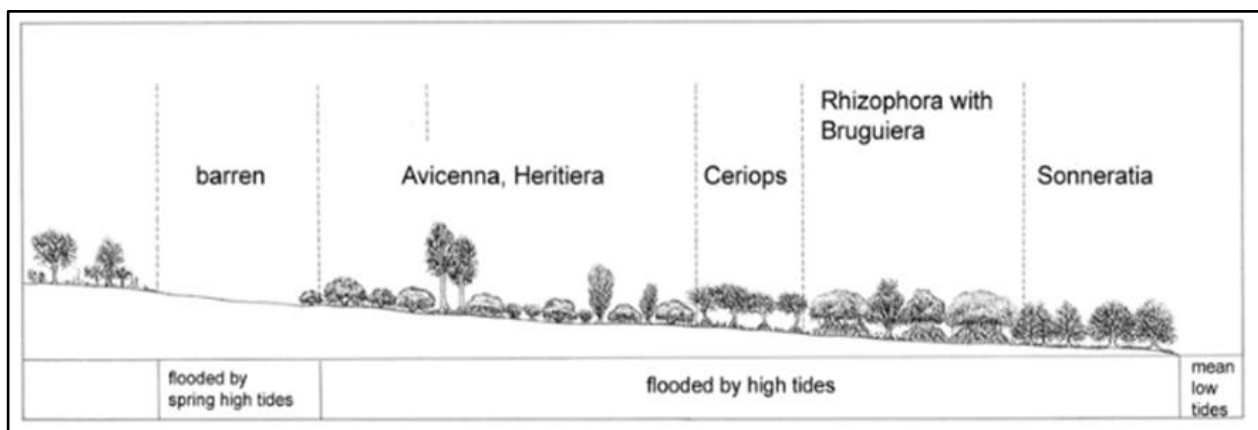 barren
Avicenna, Heritiera
Ceriops
Rhizophora with
Bruguiera
Sonneratia
flooded by
spring high tides
flooded by high tides
mean
low
tides